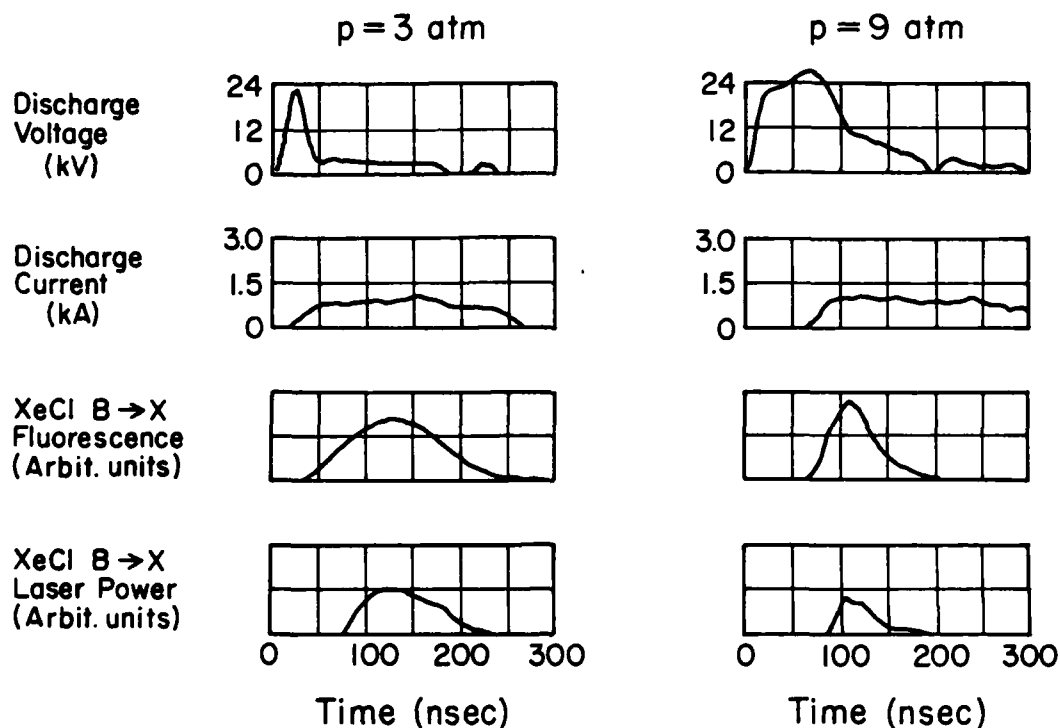 p = 3 atm
p = 9 atm
Discharge
Voltage
(kV)
24
12
0
24
12
0
Discharge
Current
(kA)
3.0
1.5
0
3.0
1.5
0
XeCl B→X
Fluorescence
(Arbit. units)
XeCl B→X
Laser Power
(Arbit. units)
0 100 200 300
0 100 200 300
Time (nsec)
Time (nsec)